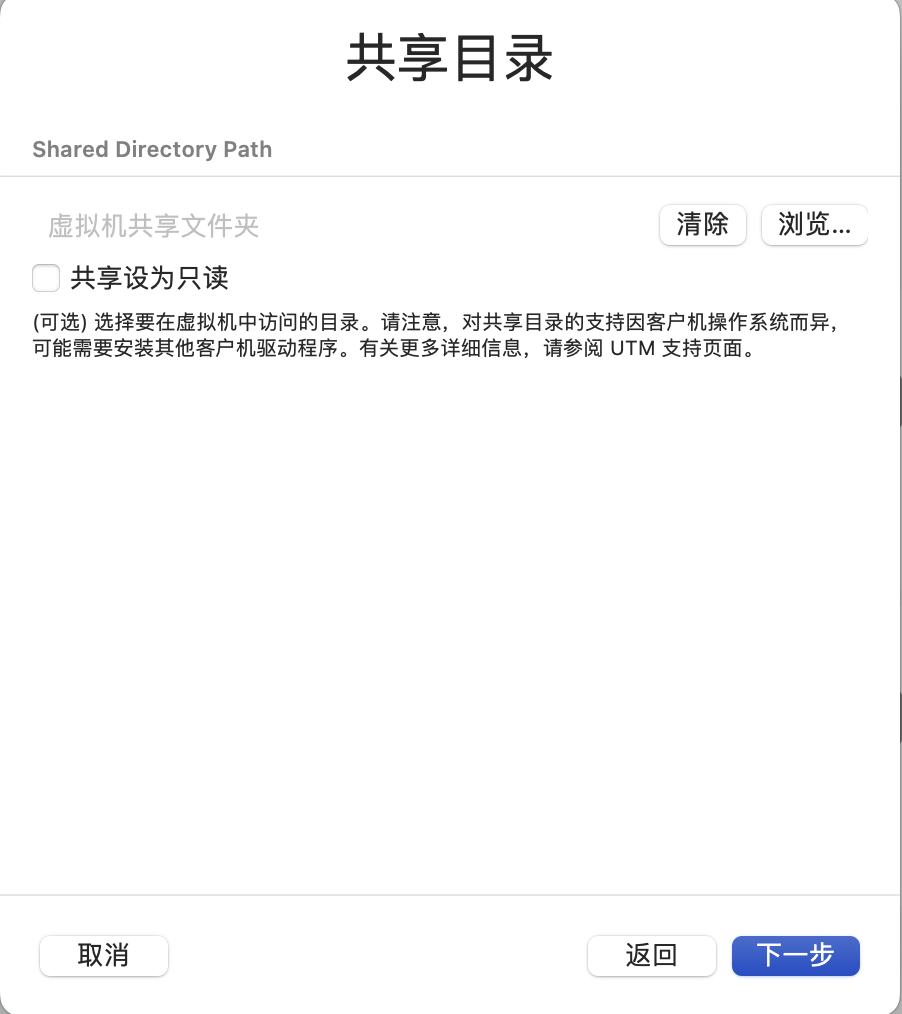 共享目录
Shared Directory Path
虚拟机共享文件夹
清除
浏览...
共享设为只读
(可选) 选择要在虚拟机中访问的目录。请注意，对共享目录的支持因客户机操作系统而异，
可能需要安装其他客户机驱动程序。有关更多详细信息，请参阅 UTM 支持页面。
取消
返回
下一步